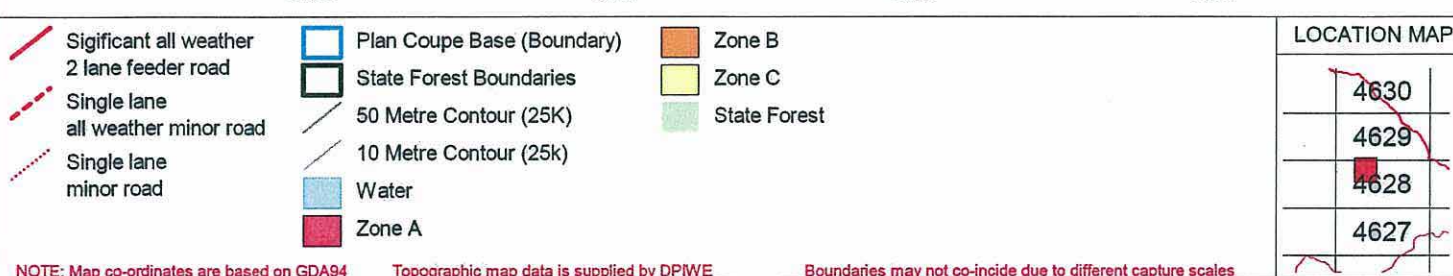 Sigificant all weather
2 lane feeder road
Single lane
all weather minor road
Single lane
minor road
Plan Coupe Base (Boundary)
State Forest Boundaries
50 Metre Contour (25K)
10 Metre Contour (25k)
Water
Zone A
Zone B
Zone C
State Forest
LOCATION MAP
4630
4629
4628
4627
NOTE: Map co-ordinates are based on GDA94
Topographic map data is supplied by DPIWE
Boundaries may not co-incide due to different capture scales